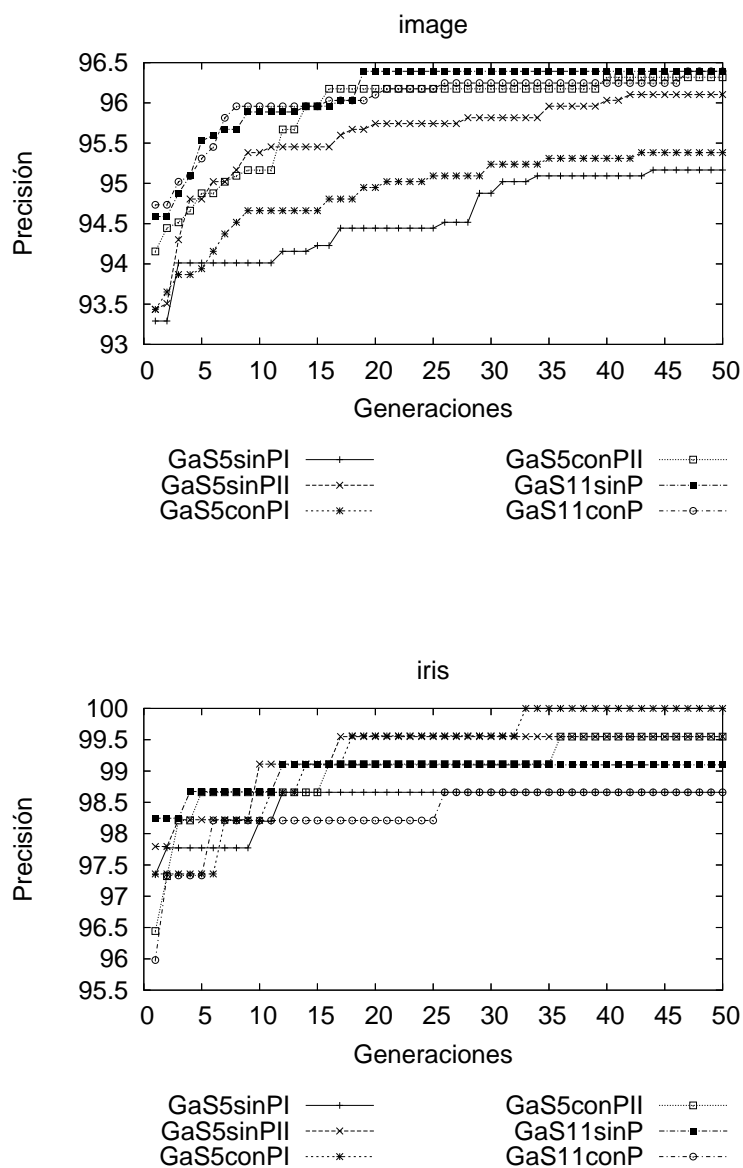 image
96.5
96
95.5
95
94.5
94
93.5
93
Precisión
0 5 10 15 20 25 30 35 40 45 50
Generaciones
GaS5sinPI GaS5conPII
GaS5sinPII GaS11sinP
GaS5conPI GaS11conP
iris
100
99.5
99
98.5
98
97.5
97
96.5
96
95.5
Precisión
0 5 10 15 20 25 30 35 40 45 50
Generaciones
GaS5sinPI GaS5conPII
GaS5sinPII GaS11sinP
GaS5conPI GaS11conP